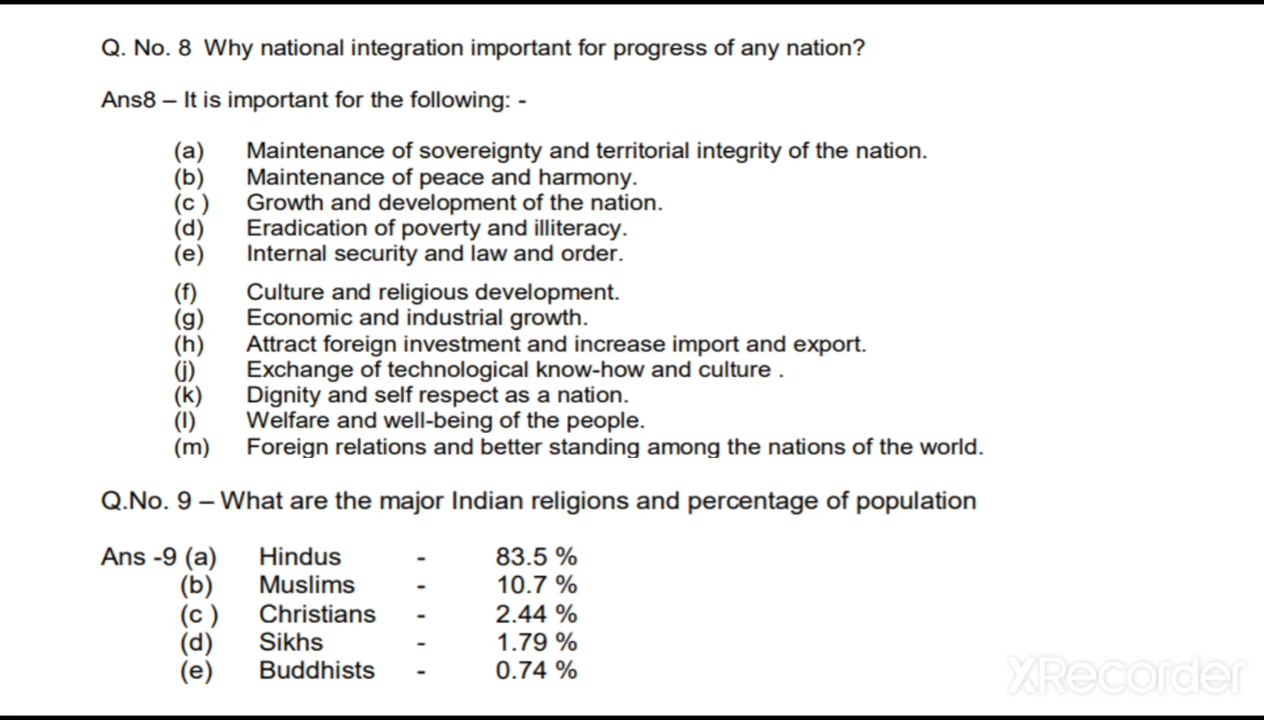 Q. No. 8 Why national integration important for progress of any nation?
Ans8 – It is important for the following: -
(a) Maintenance of sovereignty and territorial integrity of the nation.
(b) Maintenance of peace and harmony.
(c ) Growth and development of the nation.
(d) Eradication of poverty and illiteracy.
(e) Internal security and law and order.
(f) Culture and religious development.
(g) Economic and industrial growth.
(h) Attract foreign investment and increase import and export.
(j) Exchange of technological know-how and culture .
(k) Dignity and self respect as a nation.
(l) Welfare and well-being of the people.
(m) Foreign relations and better standing among the nations of the world.
Q.No. 9 – What are the major Indian religions and percentage of population
Ans -9 (a) Hindus - 83.5 %
(b) Muslims - 10.7 %
(c ) Christians - 2.44 %
(d) Sikhs - 1.79 %
(e) Buddhists - 0.74 %
XRecorder